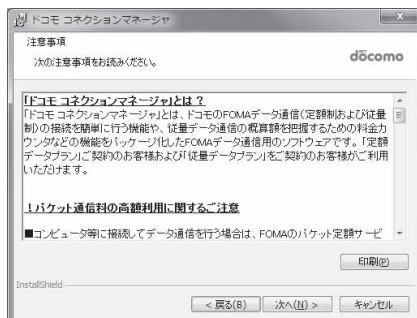 ドコモ コネクションマネージャ
注意事項
次の注意事項をお読みください。
döcomo
「ドコモ コネクションマネージャ」とは？
「ドコモ コネクションマネージャ」とは、ドコモのFOMAデータ通信（定額制および従量
制）の接続を簡単に行う機能や、従量データ通信の概算額を把握するための料金カ
ウンタなどの機能をパッケージ化したFOMAデータ通信用のソフトウェアです。「定額
データプラン」ご契約のお客様および「従量データプラン」をご契約のお客様がご利用
いただけます。
！パケット通信料の高額利用に関するご注意
■コンピュータ等に接続してデータ通信を行う場合は、FOMAのパケット定額サービ
印刷(P)
InstallShield
< 戻る(B)
次へ(N) >
キャンセル